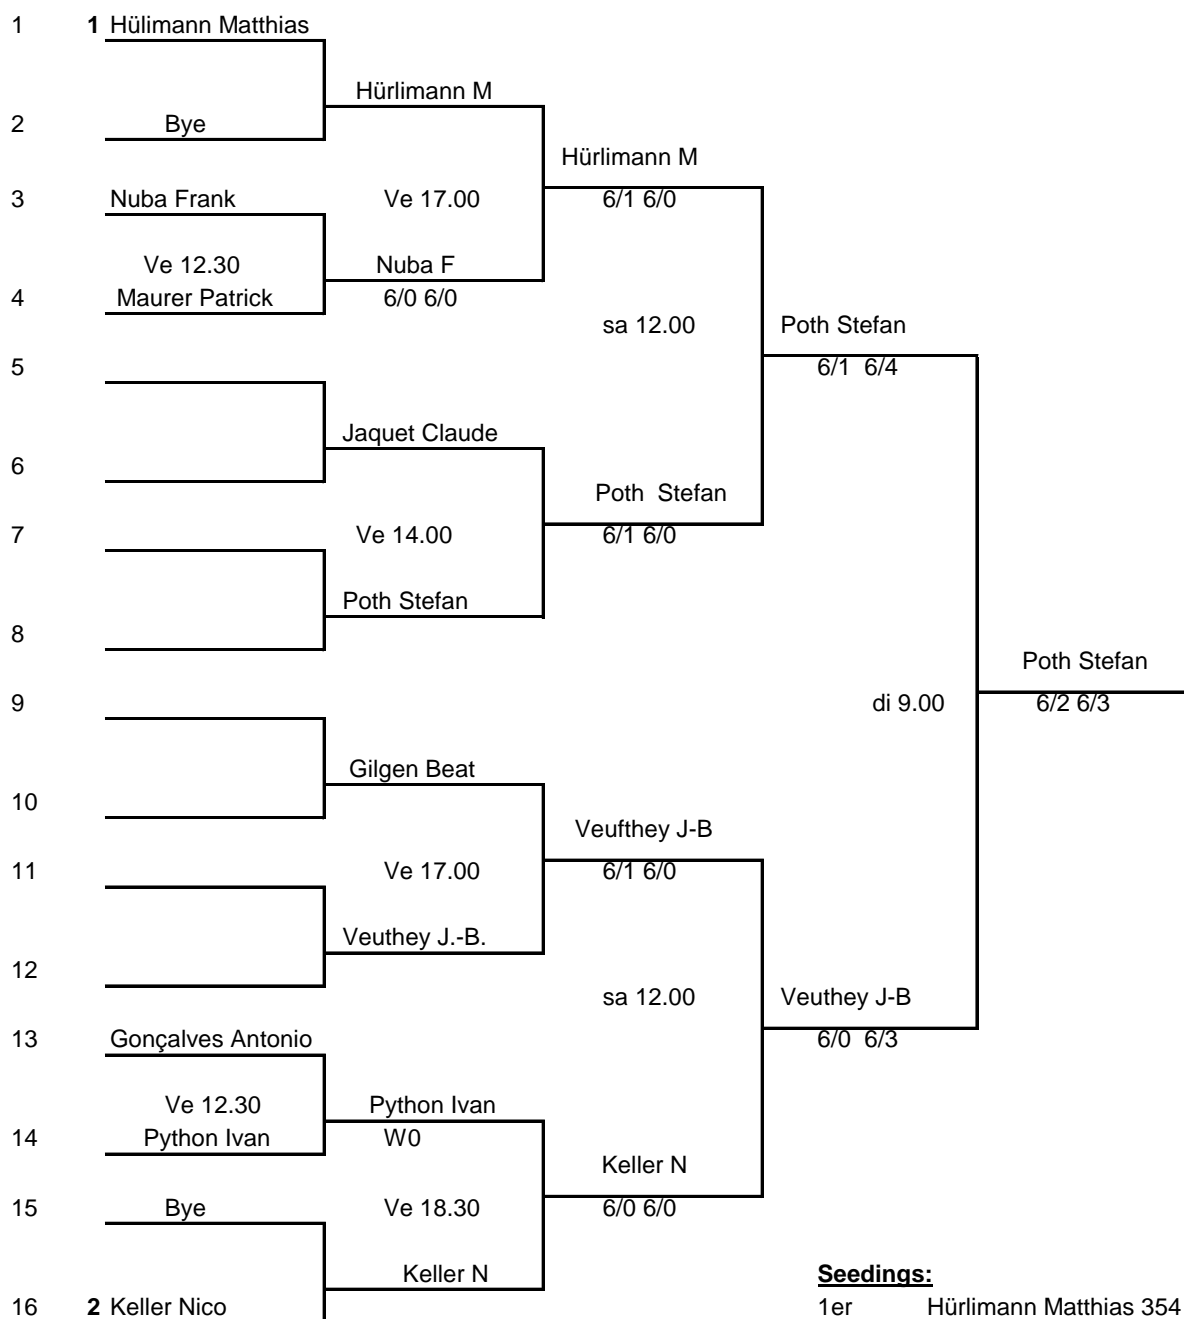 1 1 Hülimann Matthias
Hürlimann M
2 Bye
Hürlimann M
3 Nuba Frank Ve 17.00 6/1 6/0
Ve 12.30 Nuba F
4 Maurer Patrick 6/0 6/0
sa 12.00 Poth Stefan
5 6/1 6/4
Jaquet Claude
6
Poth Stefan
7 Ve 14.00 6/1 6/0
Poth Stefan
8
Poth Stefan
9 di 9.00 6/2 6/3
Gilgen Beat
10
Veufthey J-B
11 Ve 17.00 6/1 6/0
Veuthey J.-B.
12
sa 12.00 Veuthey J-B
13 Gonçalves Antonio 6/0 6/3
Ve 12.30 Python Ivan
14 Python Ivan W0
Keller N
15 Bye Ve 18.30 6/0 6/0
Keller N Seedings:
16 2 Keller Nico 1er Hürlimann Matthias 354